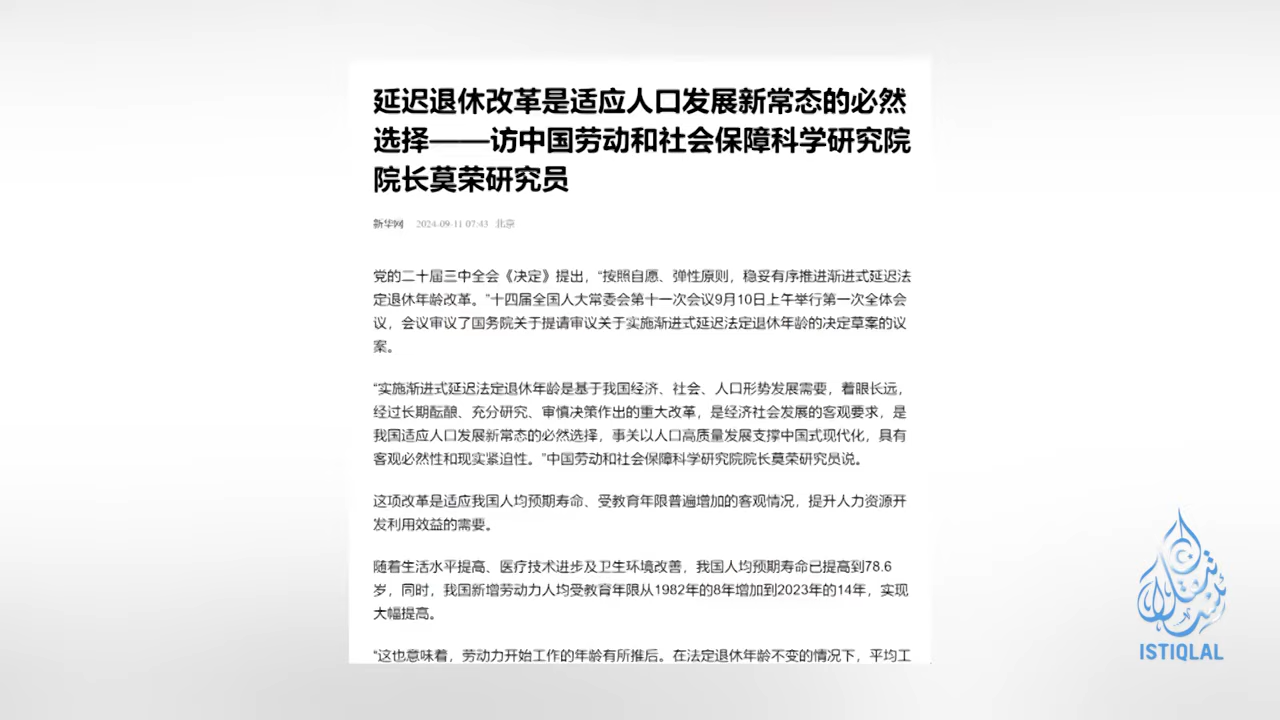 延迟退休改革是适应人口发展新常态的必然
选择——访中国劳动和社会保障科学研究院
院长莫荣研究员
新华网 2024-09-11 07:43 北京
党的二十届三中全会《决定》提出，“按照自愿、弹性原则，稳妥有序推进渐进式延迟法
定退休年龄改革。”十四届全国人大常委会第十一次会议9月10日上午举行第一次全体会
议，会议审议了国务院关于提请审议关于实施渐进式延迟法定退休年龄的决定草案的议
案。
“实施渐进式延迟法定退休年龄是基于我国经济、社会、人口形势发展需要，着眼长远，
经过长期酝酿、充分研究、审慎决策作出的重大改革，是经济社会发展的客观要求，是
我国适应人口发展新常态的必然选择，事关以人口高质量发展支撑中国式现代化，具有
客观必然性和现实紧迫性。”中国劳动和社会保障科学研究院院长莫荣研究员说。
这项改革是适应我国人均预期寿命、受教育年限普遍增加的客观情况，提升人力资源开
发利用效益的需要。
随着生活水平提高、医疗技术进步及卫生环境改善，我国人均预期寿命已提高到78.6
岁，同时，我国新增劳动力人均受教育年限从1982年的8年增加到2023年的14年，实现
大幅提高。
“这也意味着，劳动力开始工作的年龄有所推后。在法定退休年龄不变的情况下，平均工
ISTIQLAL